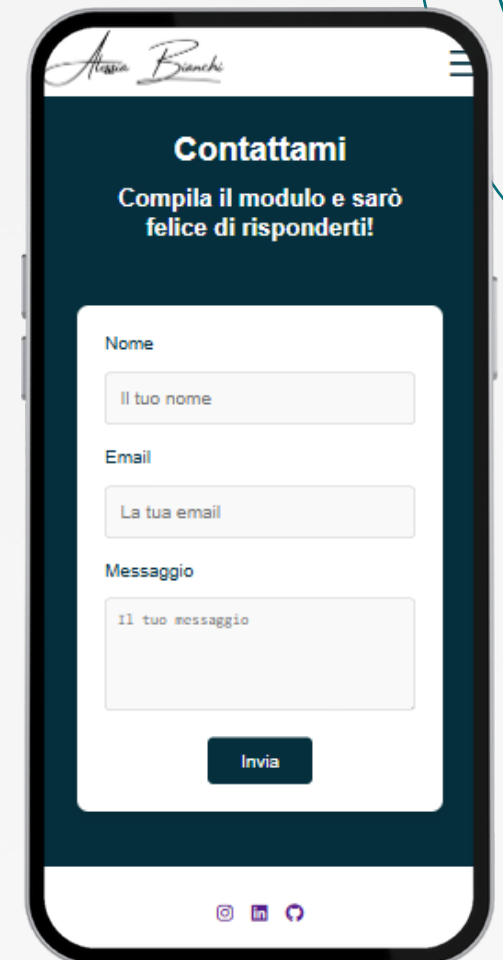 Alessia Bianchi
Contattami
Compila il modulo e sarò
felice di risponderti!
Nome
Il tuo nome
Email
La tua email
Messaggio
Il tuo messaggio
Invia